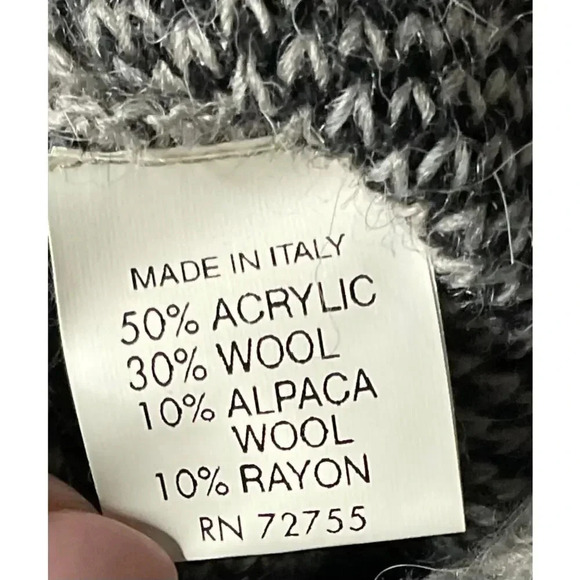 MADE IN ITALY
50% ACRYLIC
30% WOOL
10% ALPACA
WOOL
10% RAYON
RN 72755